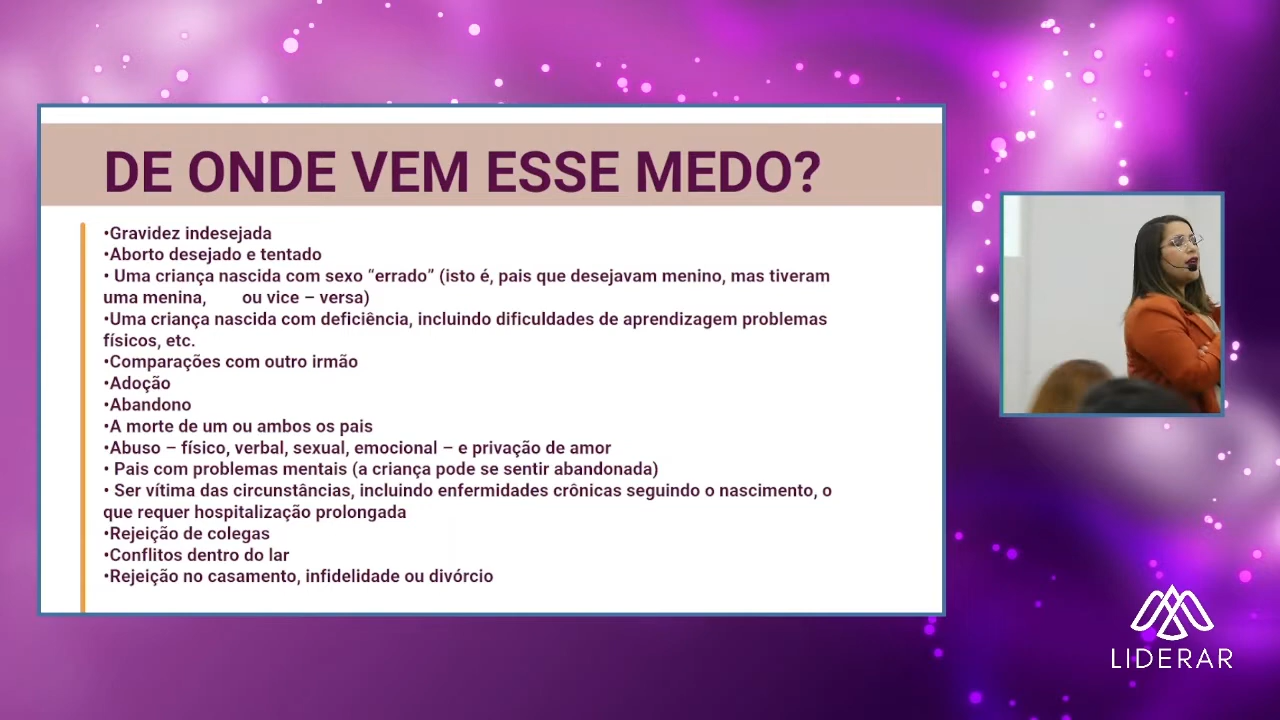 DE ONDE VEM ESSE MEDO?
•Gravidez indesejada
•Aborto desejado e tentado
• Uma criança nascida com sexo “errado” (isto é, pais que desejavam menino, mas tiveram
uma menina, ou vice – versa)
•Uma criança nascida com deficiência, incluindo dificuldades de aprendizagem problemas
físicos, etc.
•Comparações com outro irmão
•Adoção
•Abandono
•A morte de um ou ambos os pais
•Abuso – físico, verbal, sexual, emocional – e privação de amor
• Pais com problemas mentais (a criança pode se sentir abandonada)
• Ser vítima das circunstâncias, incluindo enfermidades crônicas seguindo o nascimento, o
que requer hospitalização prolongada
•Rejeição de colegas
•Conflitos dentro do lar
•Rejeição no casamento, infidelidade ou divórcio
LIDERAR